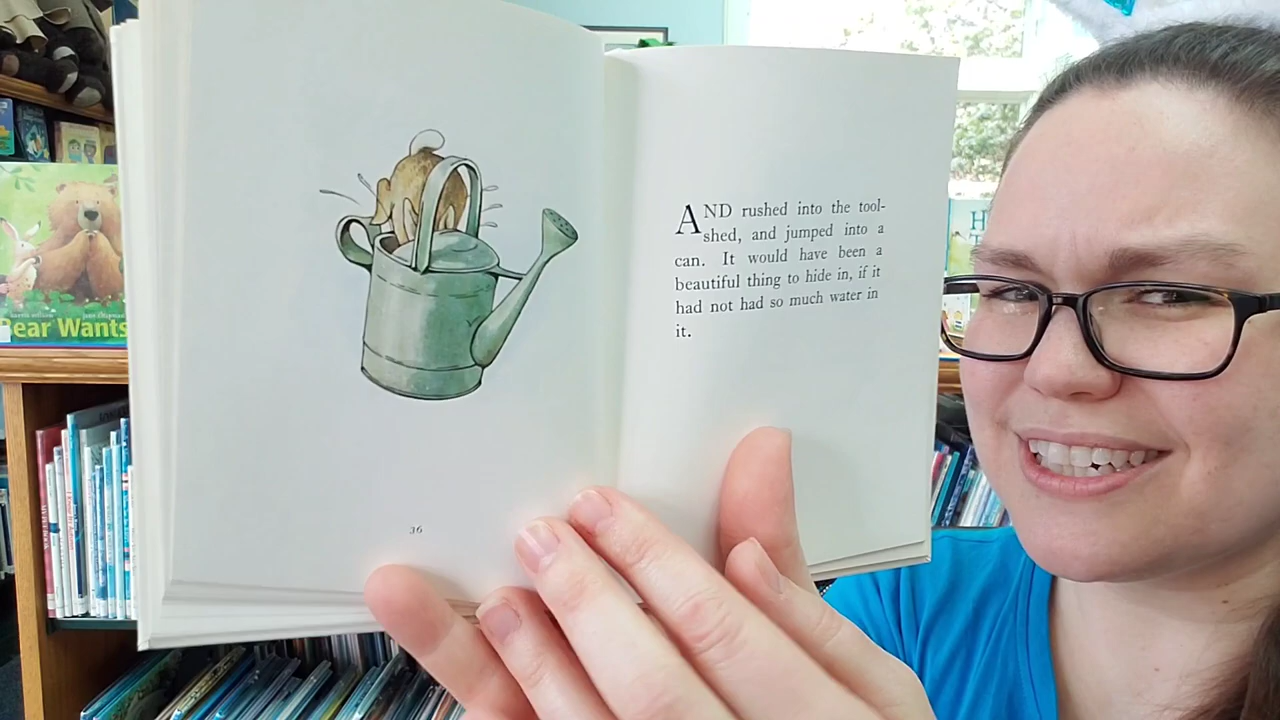 Bear Wants
36
AND rushed into the tool-
shed, and jumped into a
can. It would have been a
beautiful thing to hide in, if it
had not had so much water in
it.